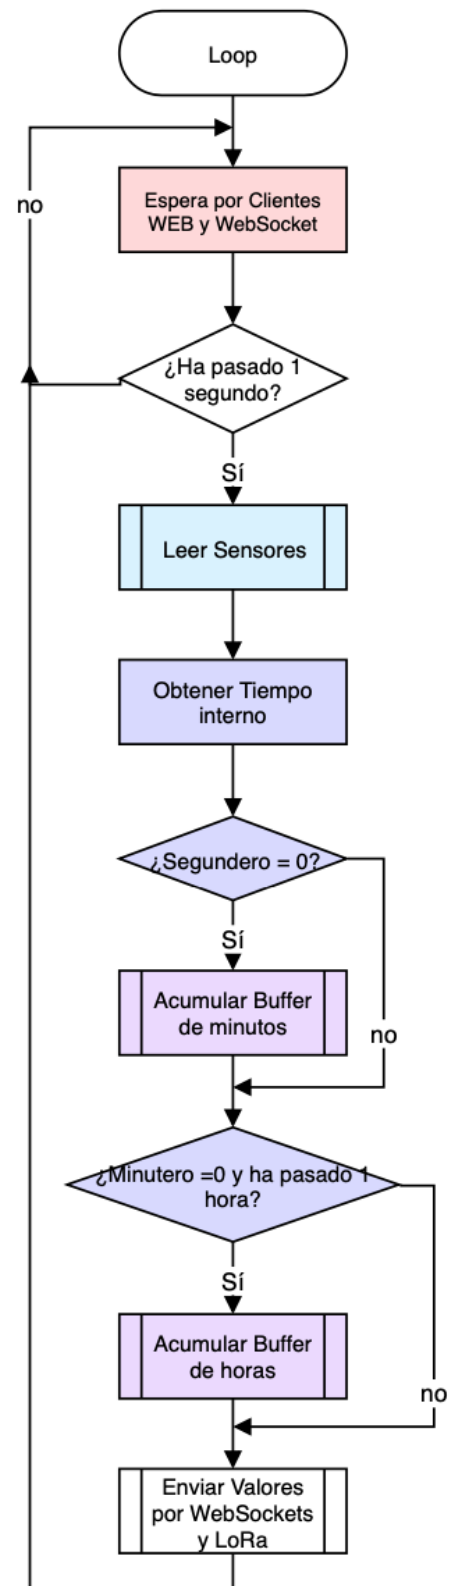 Loop
no
Espera por Clientes
WEB y WebSocket
¿Ha pasado 1
segundo?
Sí
Leer Sensores
Obtener Tiempo
interno
¿Segundero = 0?
Sí
Acumular Buffer
de minutos
no
¿Minutero =0 y ha pasado 1
hora?
Sí
Acumular Buffer
de horas
no
Enviar Valores
por WebSockets
y LoRa